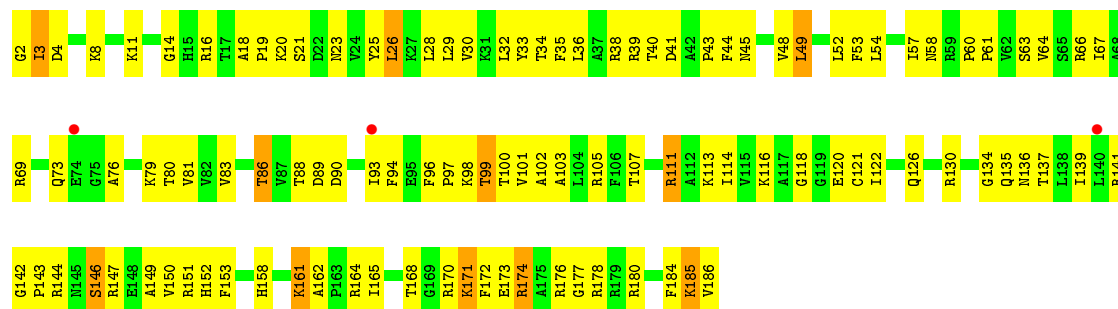 G2 I3 D4 K8 K11 G14 H15 R16 T17 A18 P19 K20 S21 D22 N23 V24 Y25 L26 K27 L28 L29 V30 K31 L32 Y33 T34 F35 L36 A37 R38 R39 T40 D41 A42 P43 F44 N45 V48 L49 L52 F53 L54 I57 N58 R59 P60 P61 V62 S63 V64 S65 R66 I67 A68
R69 Q73 E74 G75 A76 K79 T80 V81 V82 V83 T86 V87 T88 D89 D90 I93 F94 E95 F96 P97 K98 T99 T100 V101 A102 A103 L104 R105 F106 T107 R111 A112 K113 I114 V115 K116 A117 G118 G119 E120 C121 I122 Q126 R130 G134 Q135 N136 T137 L138 I139 L140 R141
G142 P143 R144 N145 S146 R147 E148 A149 V150 R151 H152 F153 H158 K161 A162 P163 R164 I165 T168 G169 R170 K171 F172 E173 R174 A175 R176 G177 R178 R179 R180 F184 K185 V186